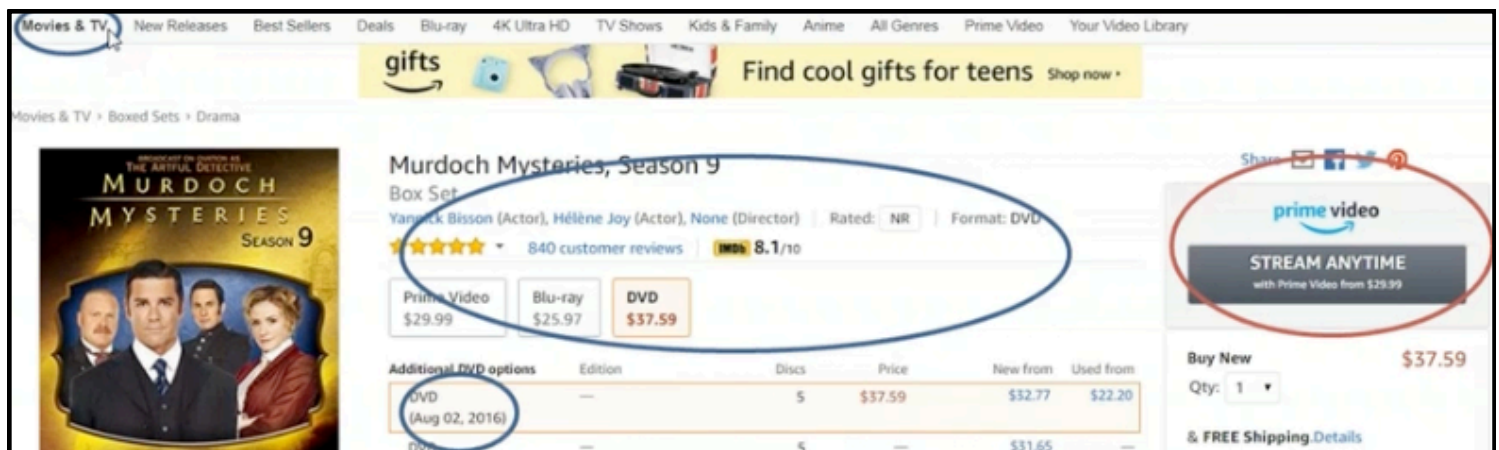 Movies & TV New Releases Best Sellers Deals Blu-ray 4K Ultra HD TV Shows Kids & Family Anime All Genres Prime Video Your Video Library
gifts Find cool gifts for teens Shop now ›
Movies & TV › Boxed Sets › Drama
BROADCAST ON OVATION AS
THE ARTFUL DETECTIVE
MURDOCH
MYSTERIES
SEASON 9
Murdoch Mysteries, Season 9
Box Set
Yannick Bisson (Actor), Hélène Joy (Actor), None (Director) | Rated: NR | Format: DVD
840 customer reviews | IMDb 8.1/10
Prime Video Blu-ray DVD
$29.99 $25.97 $37.59
Additional DVD options Edition Discs Price New from Used from
DVD — 5 $37.59 $32.77 $22.20
(Aug 02, 2016)
DVD — 5 — $31.65 —
Share
prime video
STREAM ANYTIME
with Prime Video from $29.99
Buy New $37.59
Qty: 1
& FREE Shipping.Details